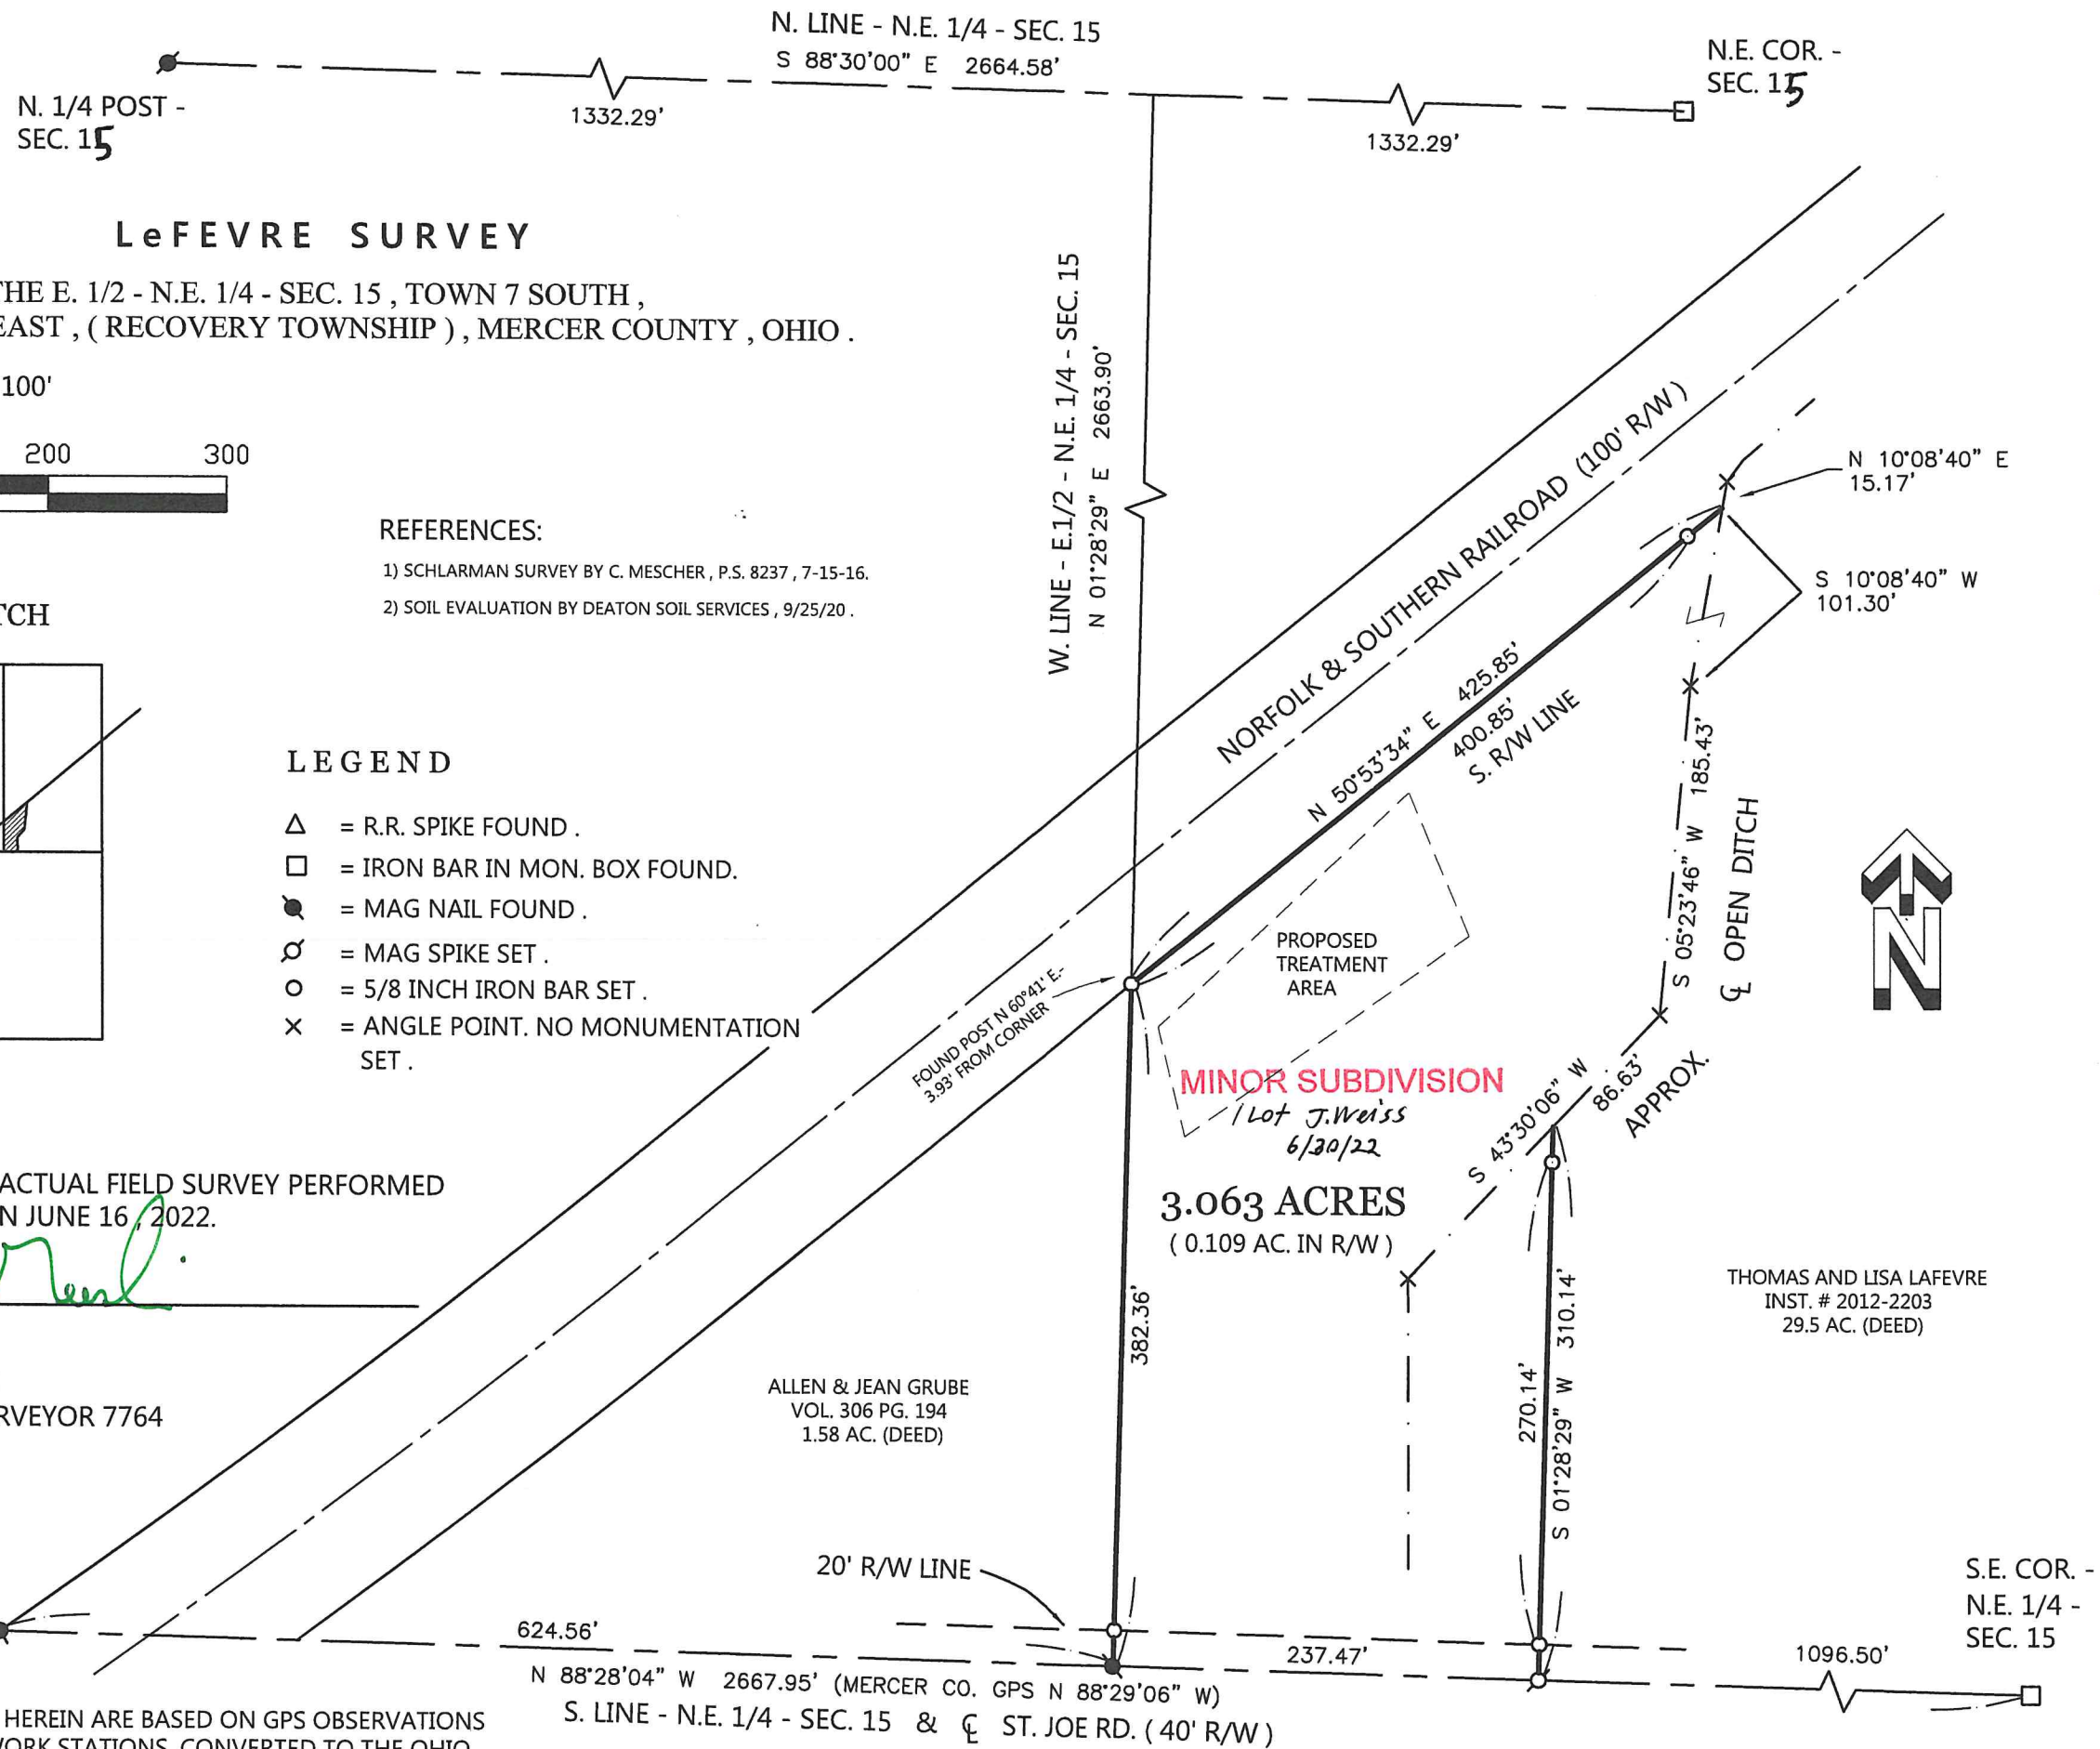 N. LINE - N.E. 1/4 - SEC. 15
S 88°30'00" E 2664.58'
N.E. COR. -
SEC. 15
N. 1/4 POST -
SEC. 15
1332.29'
1332.29'
LeFEVRE SURVEY
THE E. 1/2 - N.E. 1/4 - SEC. 15 , TOWN 7 SOUTH ,
EAST , ( RECOVERY TOWNSHIP ) , MERCER COUNTY , OHIO .
100'
200 300
REFERENCES:
1) SCHLARMAN SURVEY BY C. MESCHER , P.S. 8237 , 7-15-16.
2) SOIL EVALUATION BY DEATON SOIL SERVICES , 9/25/20 .
TCH
W. LINE - E.1/2 - N.E. 1/4 - SEC. 15
N 01°28'29" E 2663.90'
NORFOLK & SOUTHERN RAILROAD (100' R/W )
N 10°08'40" E
15.17'
S 10°08'40" W
101.30'
N 50°53'34" E 425.85'
400.85'
S. R/W LINE
S 05°23'46" W 185.43'
℄ OPEN DITCH
LEGEND
= R.R. SPIKE FOUND .
= IRON BAR IN MON. BOX FOUND.
= MAG NAIL FOUND .
= MAG SPIKE SET .
= 5/8 INCH IRON BAR SET .
= ANGLE POINT. NO MONUMENTATION
SET .
PROPOSED
TREATMENT
AREA
N
FOUND POST N 60°41' E.-
3.93' FROM CORNER
MINOR SUBDIVISION
1 Lot J.Weiss
6/30/22
S 43°30'06" W
86.63'
APPROX.
3.063 ACRES
( 0.109 AC. IN R/W )
ACTUAL FIELD SURVEY PERFORMED
N JUNE 16 , 2022.
382.36'
270.14'
S 01°28'29" W 310.14'
THOMAS AND LISA LAFEVRE
INST. # 2012-2203
29.5 AC. (DEED)
ALLEN & JEAN GRUBE
VOL. 306 PG. 194
1.58 AC. (DEED)
RVEYOR 7764
20' R/W LINE
S.E. COR. -
N.E. 1/4 -
SEC. 15
624.56'
237.47'
1096.50'
N 88°28'04" W 2667.95' (MERCER CO. GPS N 88°29'06" W)
S. LINE - N.E. 1/4 - SEC. 15 & ℄ ST. JOE RD. ( 40' R/W )
HEREIN ARE BASED ON GPS OBSERVATIONS
WORK STATIONS, CONVERTED TO THE OHIO